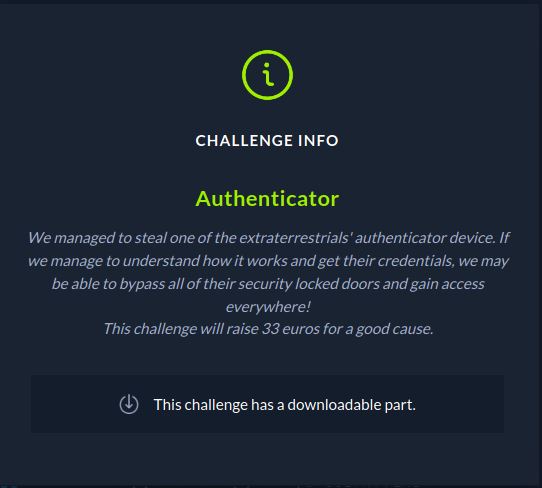 CHALLENGE INFO
Authenticator
We managed to steal one of the extraterrestrials' authenticator device. If
we manage to understand how it works and get their credentials, we may
be able to bypass all of their security locked doors and gain access
everywhere!
This challenge will raise 33 euros for a good cause.
This challenge has a downloadable part.